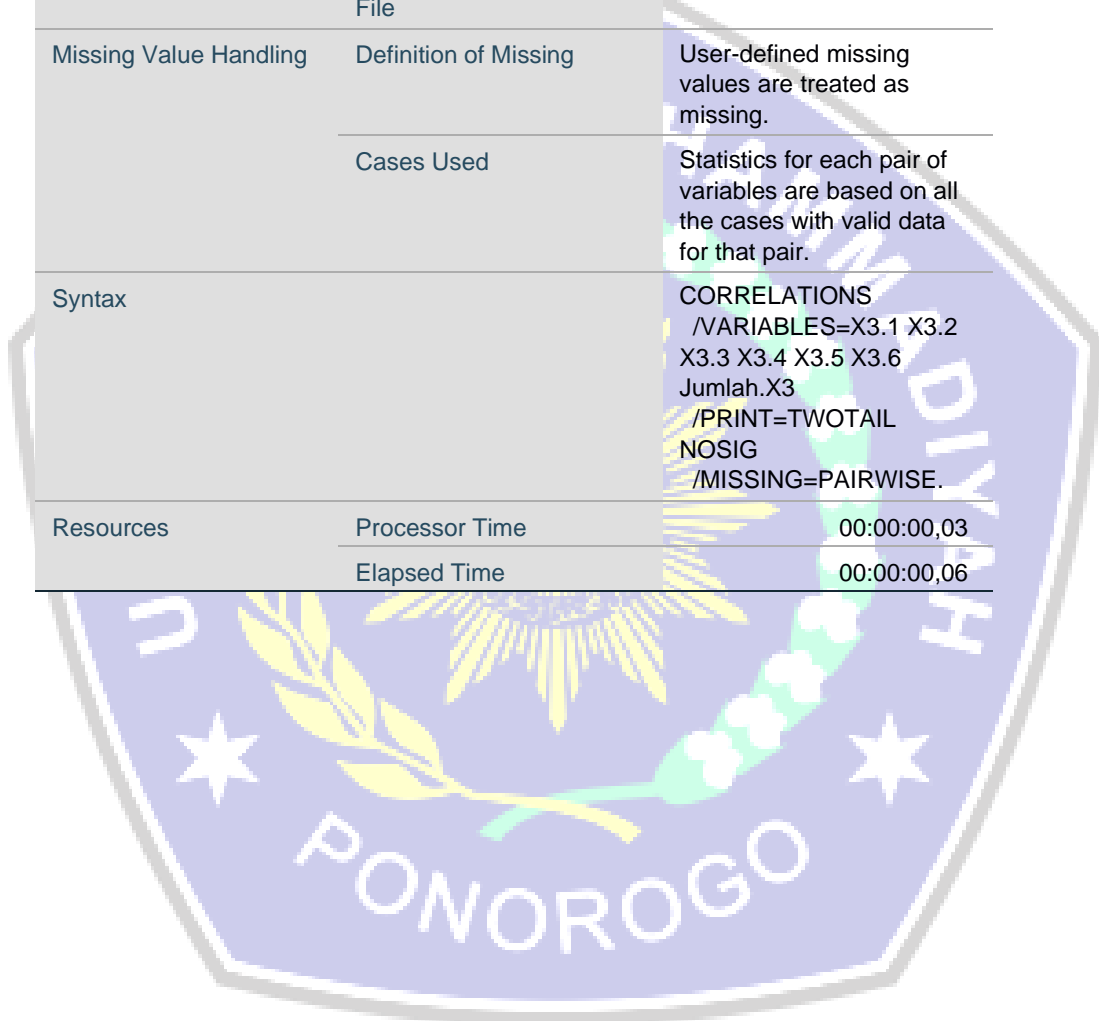 File
Missing Value Handling
Definition of Missing
User-defined missing
values are treated as
missing.
Cases Used
Statistics for each pair of
variables are based on all
the cases with valid data
for that pair.
Syntax
CORRELATIONS
/VARIABLES=X3.1 X3.2
X3.3 X3.4 X3.5 X3.6
Jumlah.X3
/PRINT=TWOTAIL
NOSIG
/MISSING=PAIRWISE.
Resources
Processor Time
00:00:00,03
Elapsed Time
00:00:00,06
PONOROGO